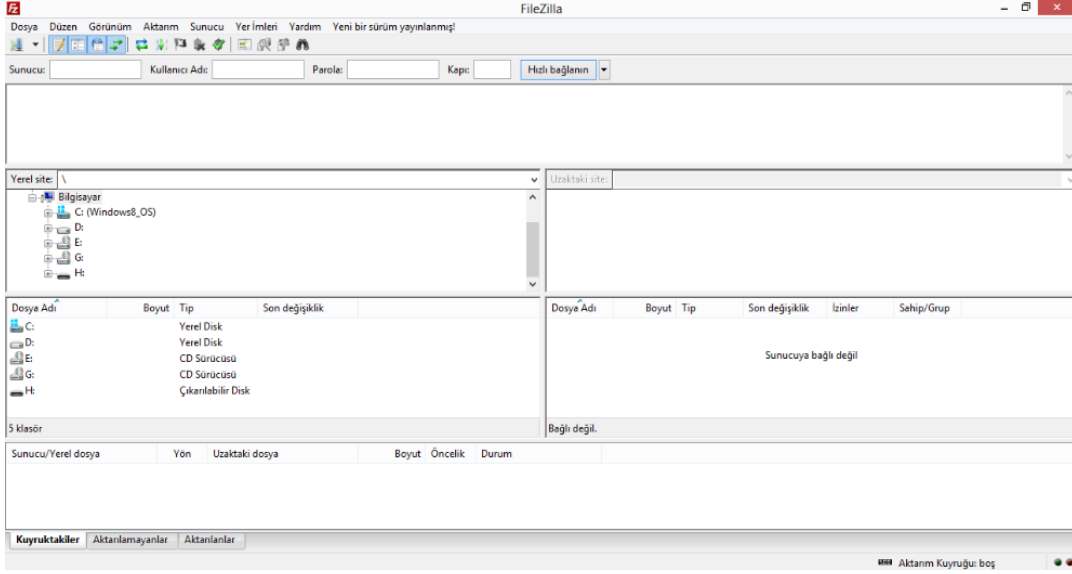 FileZilla
Dosya Düzen Görünüm Aktarım Sunucu Yer İmleri Yardım Yeni bir sürüm yayınlanmış!
Sunucu: Kullanıcı Adı: Parola: Kapı: Hızlı bağlanın
Yerel site: \ Uzaktaki site:
Bilgisayar
C: (Windows8_OS)
D:
E:
G:
H:
Dosya Adı Boyut Tip Son değişiklik
C: Yerel Disk
D: Yerel Disk
E: CD Sürücüsü
G: CD Sürücüsü
H: Çıkarılabilir Disk
5 klasör
Dosya Adı Boyut Tip Son değişiklik İzinler Sahip/Grup
Sunucuya bağlı değil
Bağlı değil.
Sunucu/Yerel dosya Yön Uzaktaki dosya Boyut Öncelik Durum
Kuyruktakiler Aktarılamayanlar Aktarılanlar
Aktarım Kuyruğu: boş